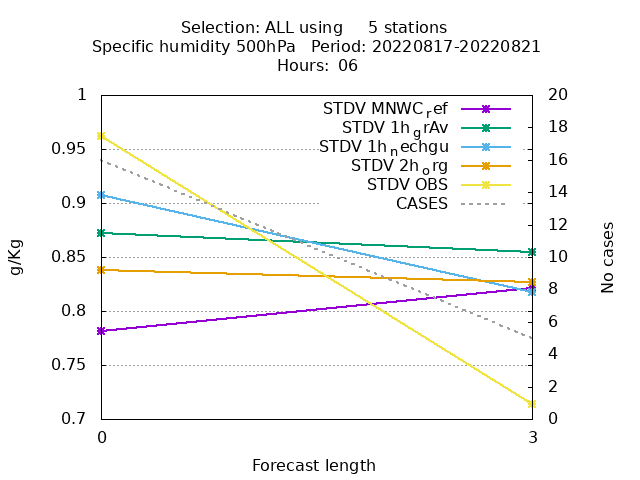 Selection: ALL using     5 stations
Specific humidity 500hPa   Period: 20220817-20220821
Hours: 06
STDV MNWC_ref
STDV 1h_grAv
STDV 1h_nechgu
STDV 2h_org
STDV OBS
CASES
1
0.95
0.9
0.85
0.8
0.75
0.7
g/Kg
20
18
16
14
12
10
8
6
4
2
0
No cases
0 3
Forecast length